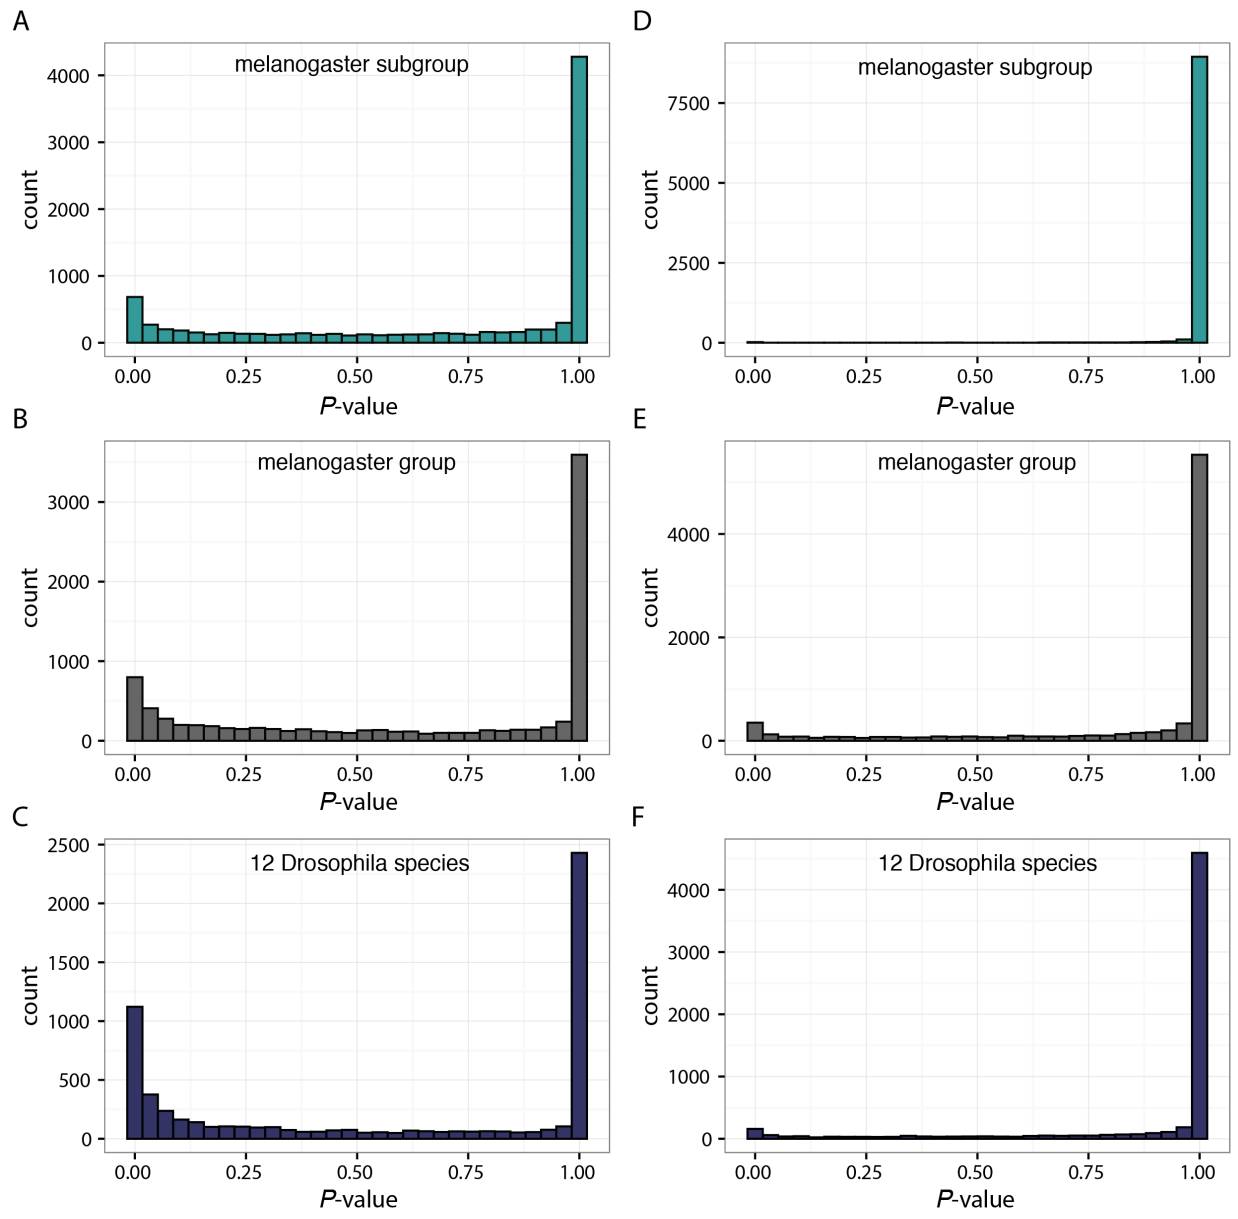 A
melanogaster subgroup
4000
3000
2000
1000
0
count
0.00 0.25 0.50 0.75 1.00
P-value
D
melanogaster subgroup
7500
5000
2500
0
count
0.00 0.25 0.50 0.75 1.00
P-value
B
melanogaster group
3000
2000
1000
0
count
0.00 0.25 0.50 0.75 1.00
P-value
E
melanogaster group
4000
2000
0
count
0.00 0.25 0.50 0.75 1.00
P-value
C
12 Drosophila species
2500
2000
1500
1000
500
0
count
0.00 0.25 0.50 0.75 1.00
P-value
F
12 Drosophila species
4000
3000
2000
1000
0
count
0.00 0.25 0.50 0.75 1.00
P-value